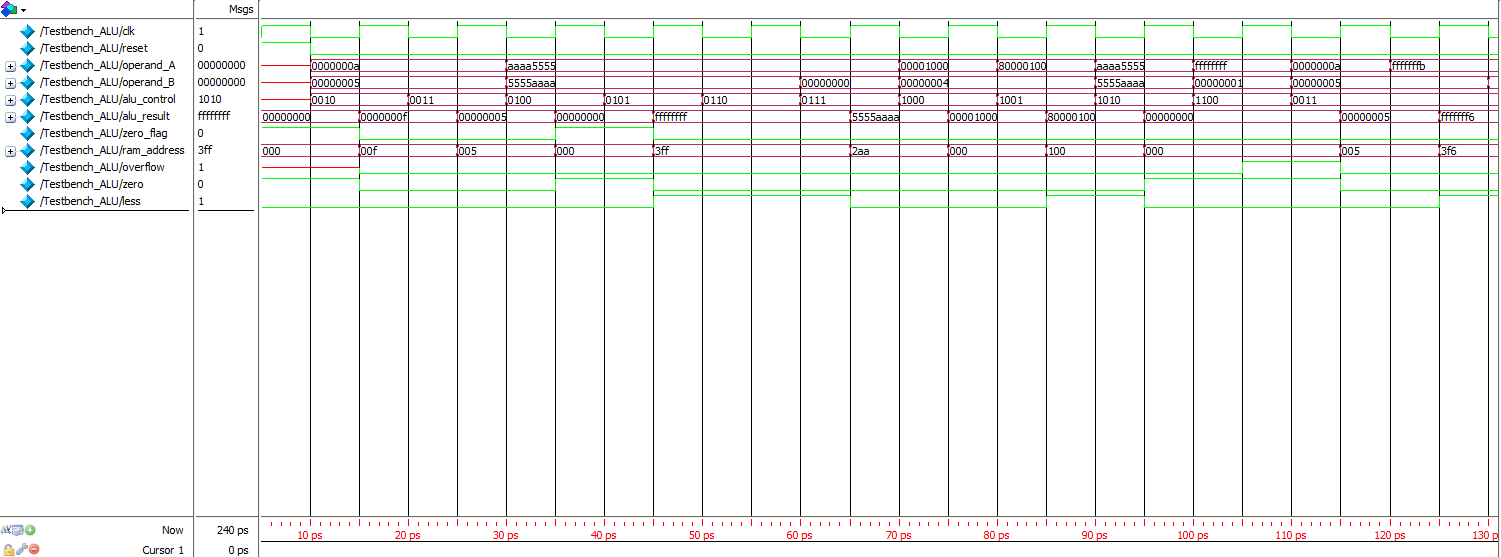 Msgs
/Testbench_ALU/clk 1
/Testbench_ALU/reset 0
/Testbench_ALU/operand_A 00000000 0000000a aaaa5555 00001000 80000100 aaaa5555 ffffffff 0000000a fffffffb
/Testbench_ALU/operand_B 00000000 00000005 5555aaaa 00000000 00000004 5555aaaa 00000001 00000005
/Testbench_ALU/alu_control 1010 0010 0011 0100 0101 0110 0111 1000 1001 1010 1100 0011
/Testbench_ALU/alu_result ffffffff 00000000 0000000f 00000005 00000000 ffffffff 5555aaaa 00001000 80000100 00000000 00000005 fffffff6
/Testbench_ALU/zero_flag 0
/Testbench_ALU/ram_address 3ff 000 00f 005 000 3ff 2aa 000 100 000 005 3f6
/Testbench_ALU/overflow 1
/Testbench_ALU/zero 0
/Testbench_ALU/less 1
Now 240 ps 10 ps 20 ps 30 ps 40 ps 50 ps 60 ps 70 ps 80 ps 90 ps 100 ps 110 ps 120 ps 130 p
Cursor 1 0 ps